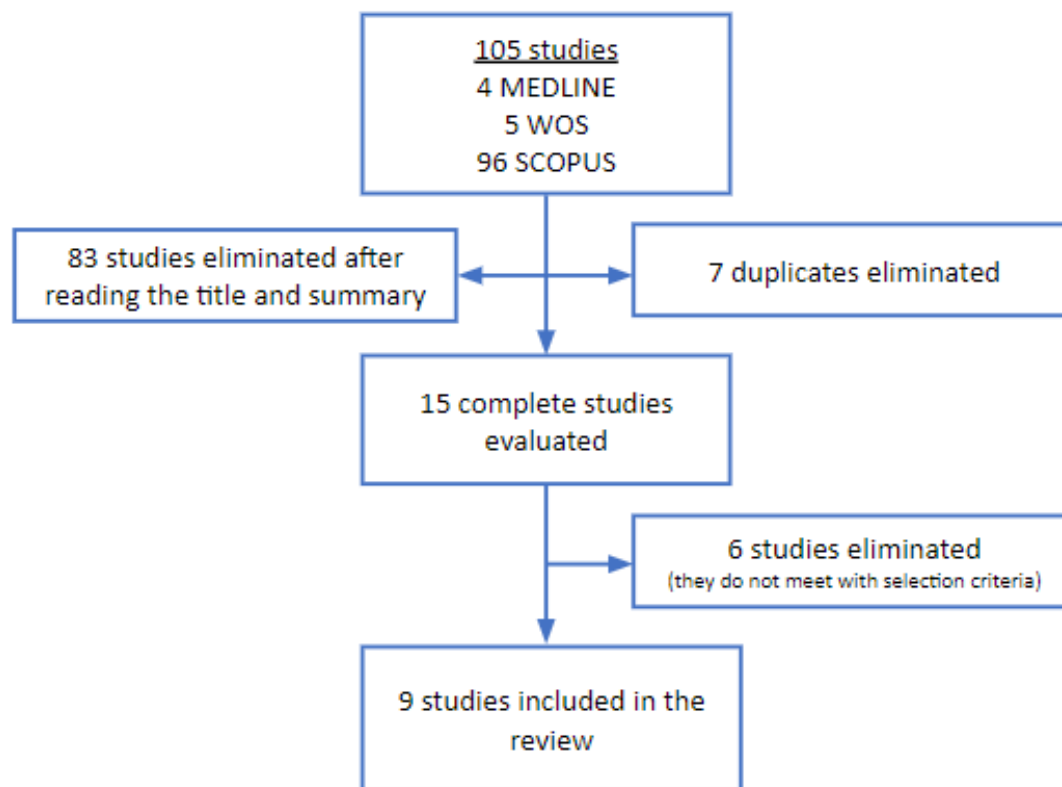 105 studies
4 MEDLINE
5 WOS
96 SCOPUS
83 studies eliminated after
reading the title and summary
7 duplicates eliminated
15 complete studies
evaluated
6 studies eliminated
(they do not meet with selection criteria)
9 studies included in the
review